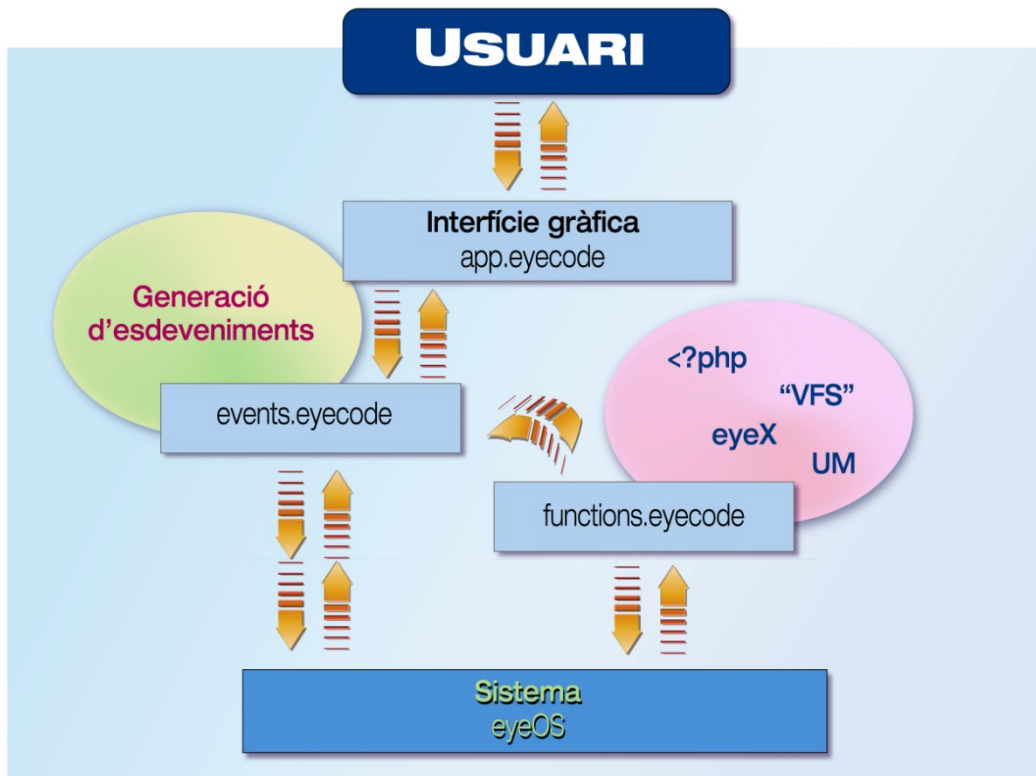 USUARI
Interfície gràfica
app.eyecode
Generació
d'esdeveniments
events.eyecode
<?php
“VFS”
eyeX
UM
functions.eyecode
Sistema
eyeOS